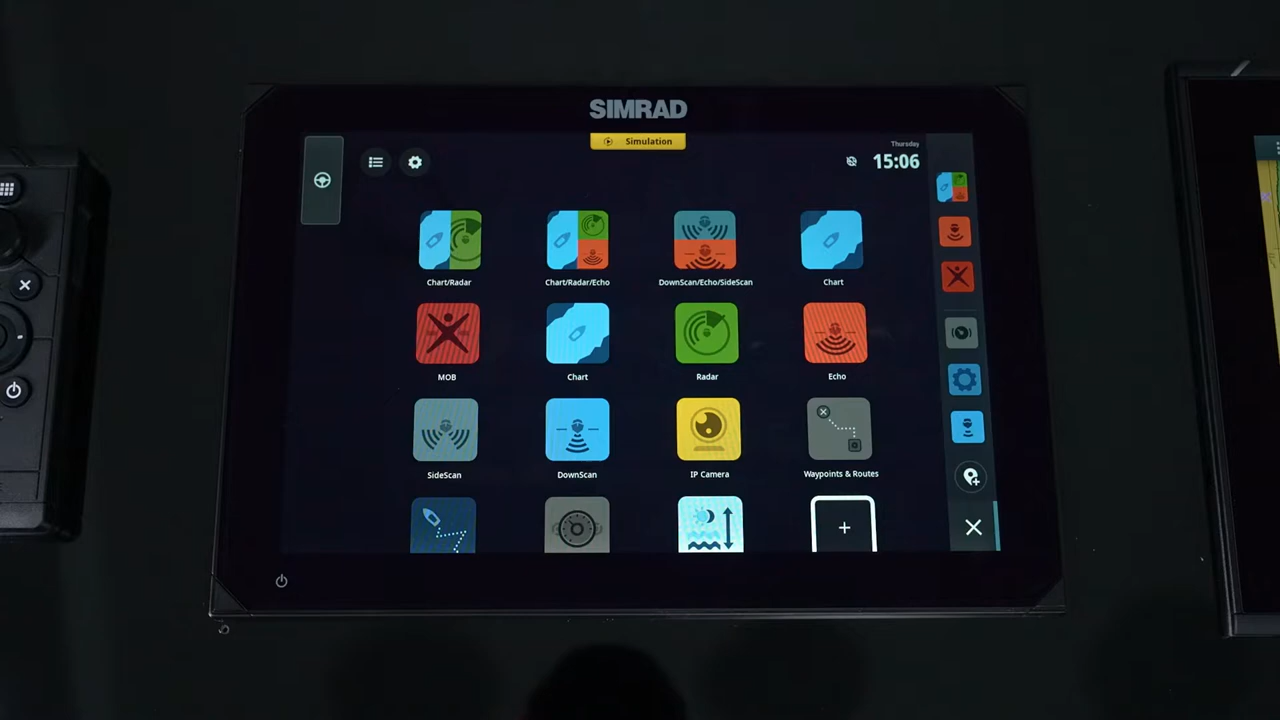 SIMRAD
Simulation
Thursday
15:06
Chart/Radar
Chart/Radar/Echo
DownScan/Echo/SideScan
Chart
MOB
Chart
Radar
Echo
SideScan
DownScan
IP Camera
Waypoints & Routes